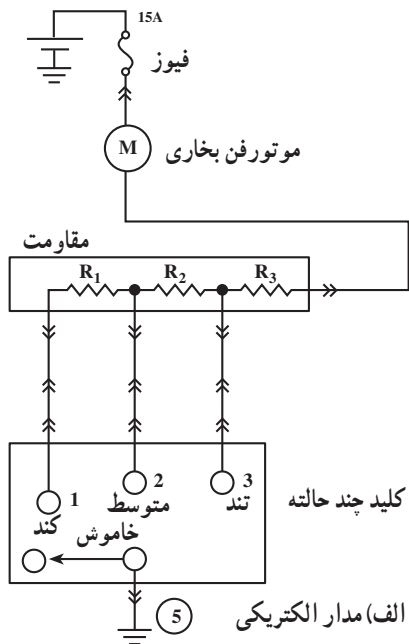 15A
فیوز
M
موتورفن بخاری
مقاومت
R1 R2 R3
1 2 3
کند متوسط تند
کلید چند حالته
خاموش
5
الف) مدار الکتریکی